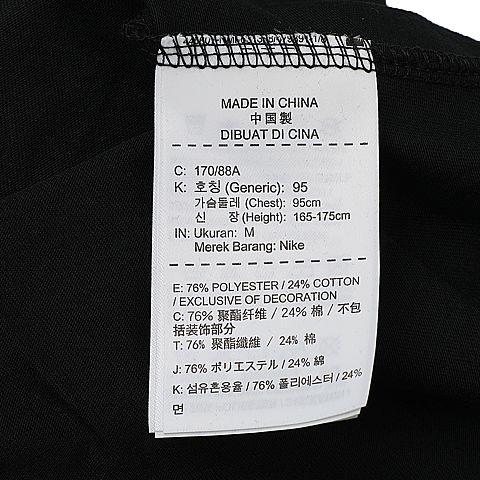 MADE IN CHINA
中国製
DIBUAT DI CINA
C: 170/88A
K: 호칭 (Generic): 95
가슴둘레 (Chest): 95cm
신 장 (Height): 165-175cm
IN: Ukuran: M
Merek Barang: Nike
E: 76% POLYESTER / 24% COTTON
/ EXCLUSIVE OF DECORATION
C: 76% 聚酯纤维 / 24% 棉 / 不包
括装饰部分
T: 76% 聚酯纖維 / 24% 棉
J: 76% ポリエステル / 24% 綿
K: 섬유혼용율 / 76% 폴리에스터 / 24%
면